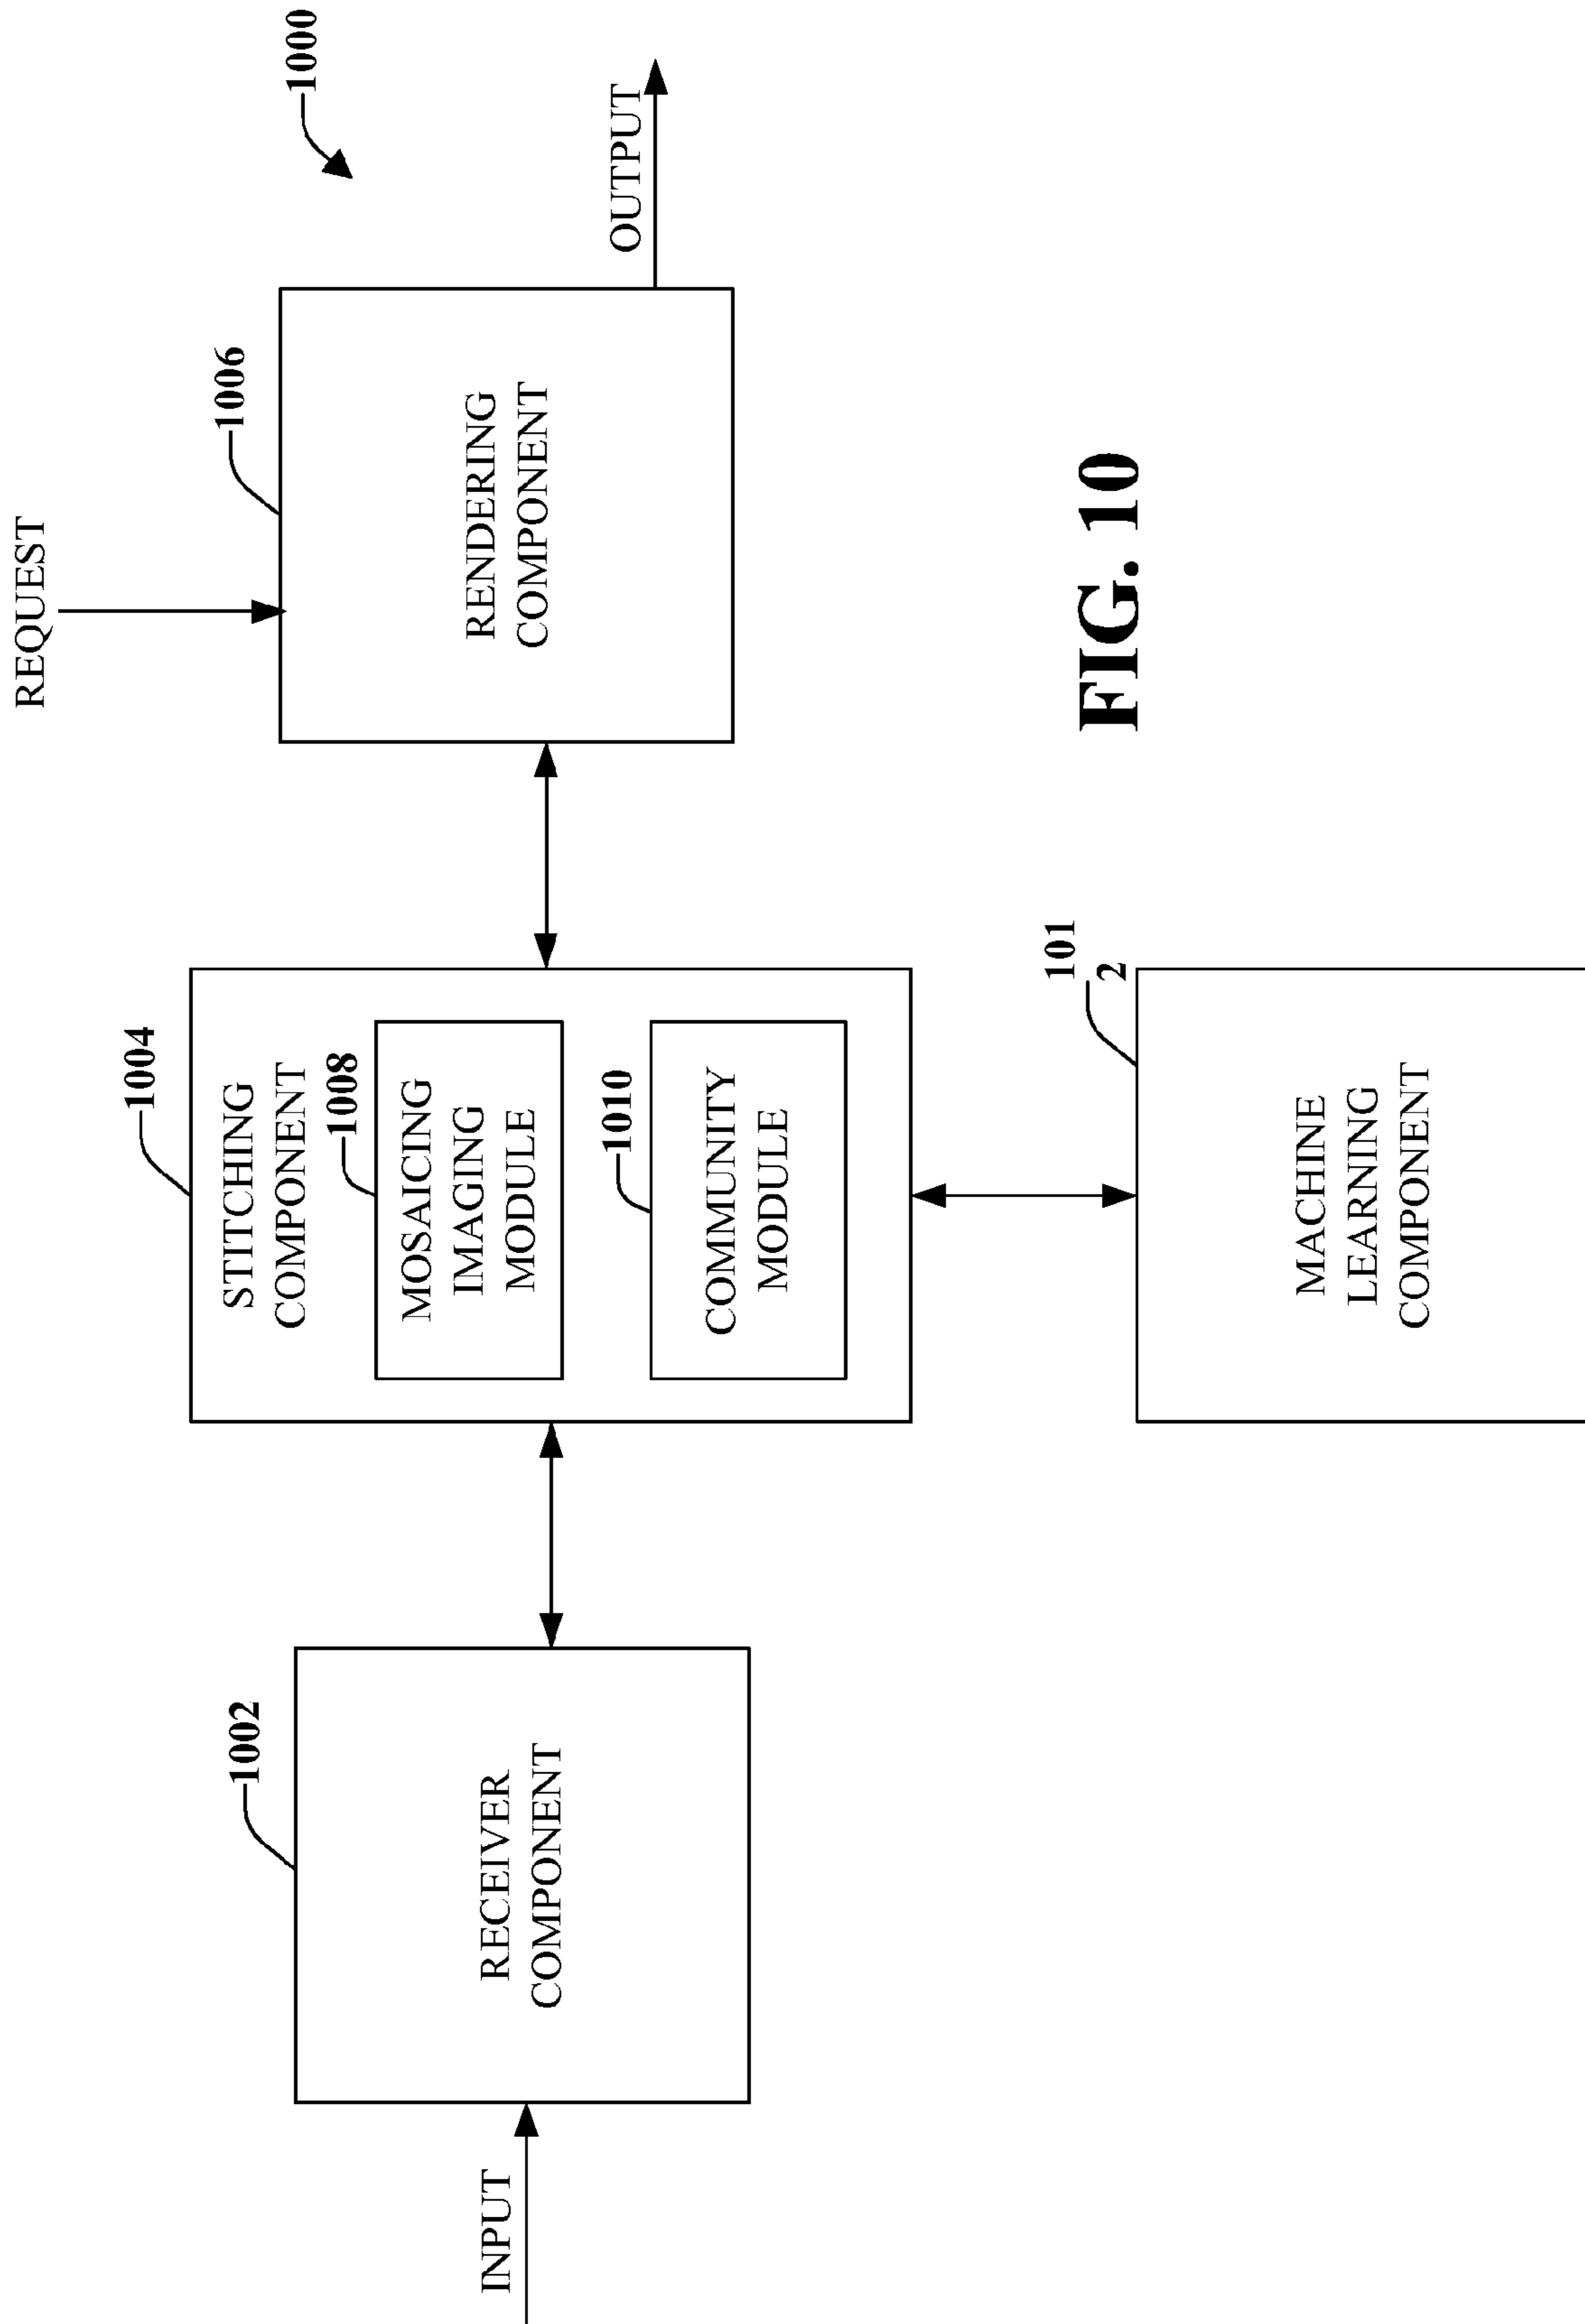 REQUEST
1000
1006
RENDERING
COMPONENT
OUTPUT
1004
STITCHING
COMPONENT
1008
MOSAICING
IMAGING
MODULE
1010
COMMUNITY
MODULE
1002
RECEIVER
COMPONENT
INPUT
101
2
MACHINE
LEARNING
COMPONENT
FIG. 10